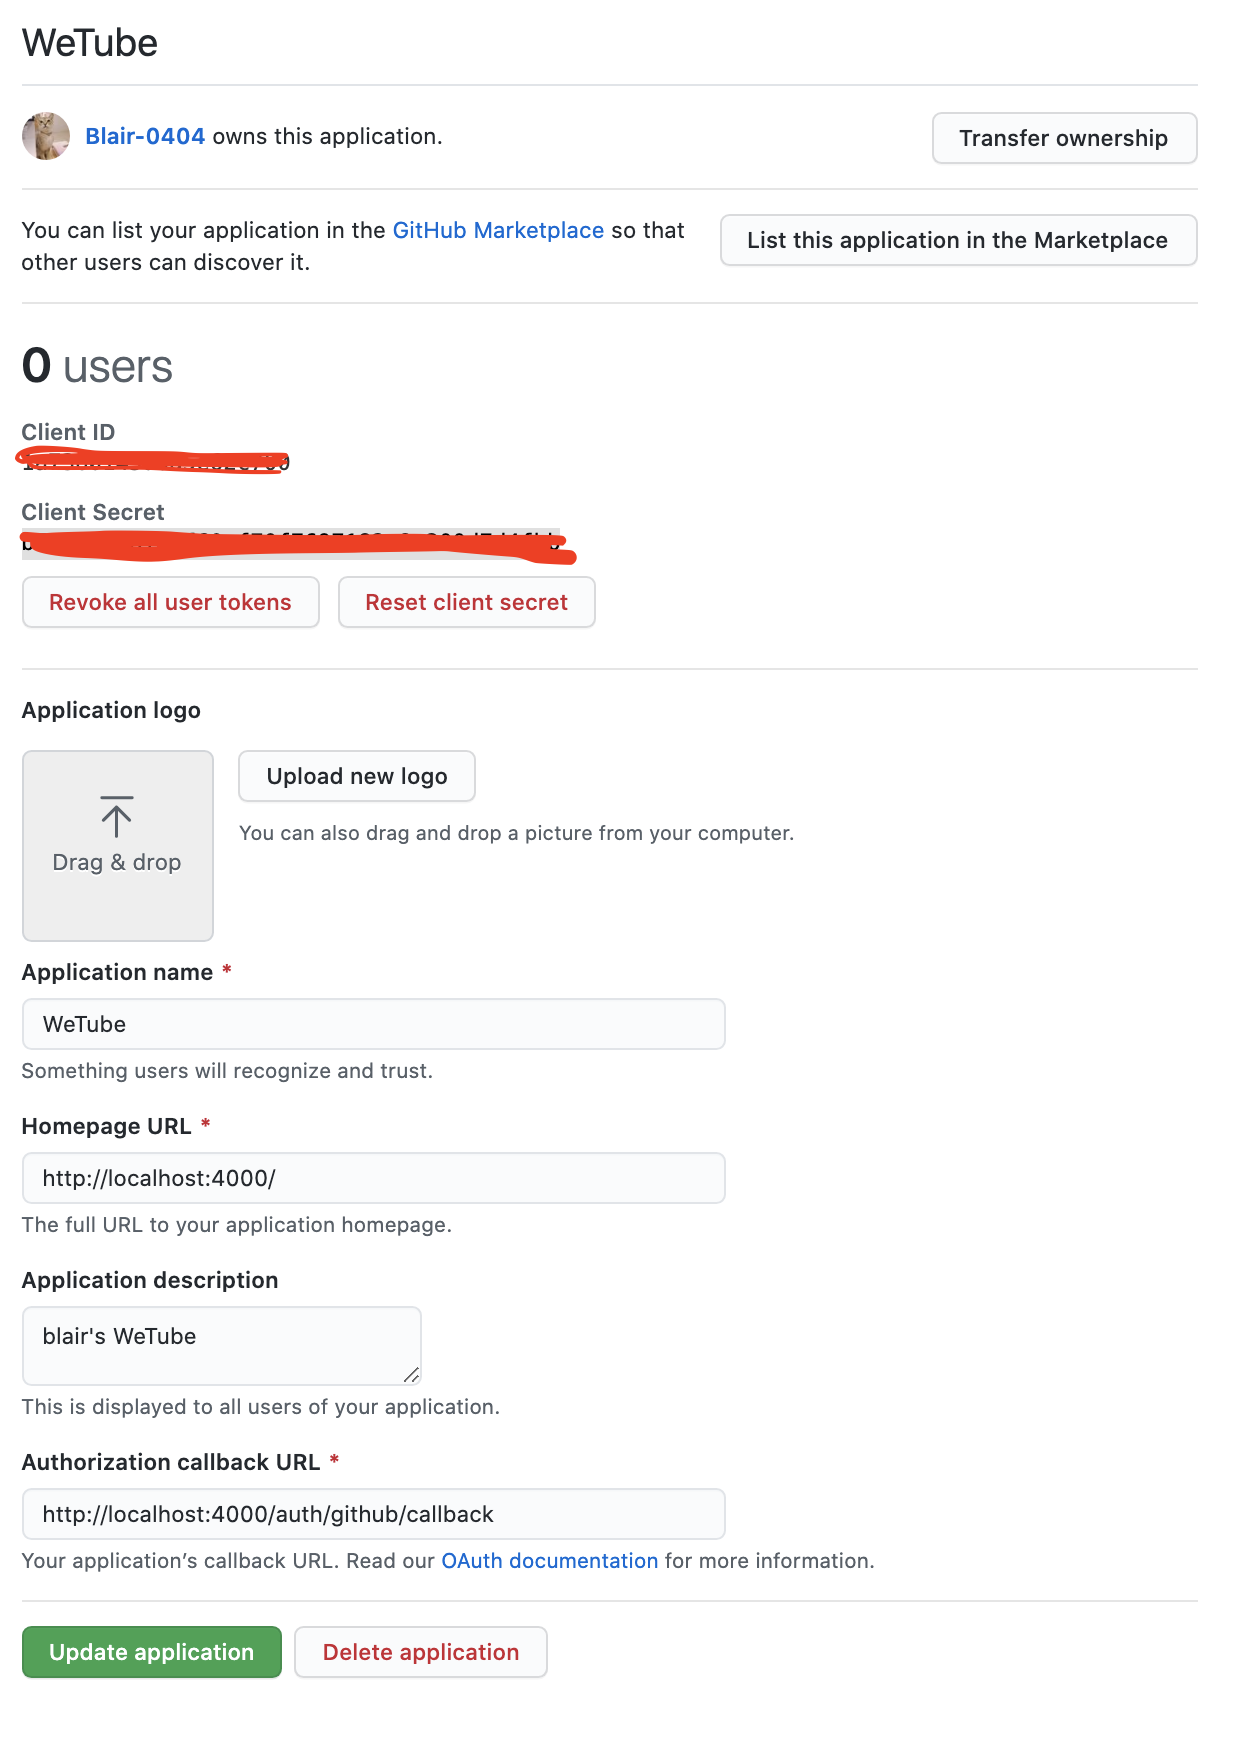 WeTube
Blair-0404 owns this application.
Transfer ownership
You can list your application in the GitHub Marketplace so that
other users can discover it.
List this application in the Marketplace
0 users
Client ID
Client Secret
Revoke all user tokens
Reset client secret
Application logo
Drag & drop
Upload new logo
You can also drag and drop a picture from your computer.
Application name *
WeTube
Something users will recognize and trust.
Homepage URL *
http://localhost:4000/
The full URL to your application homepage.
Application description
blair's WeTube
This is displayed to all users of your application.
Authorization callback URL *
http://localhost:4000/auth/github/callback
Your application’s callback URL. Read our OAuth documentation for more information.
Update application
Delete application